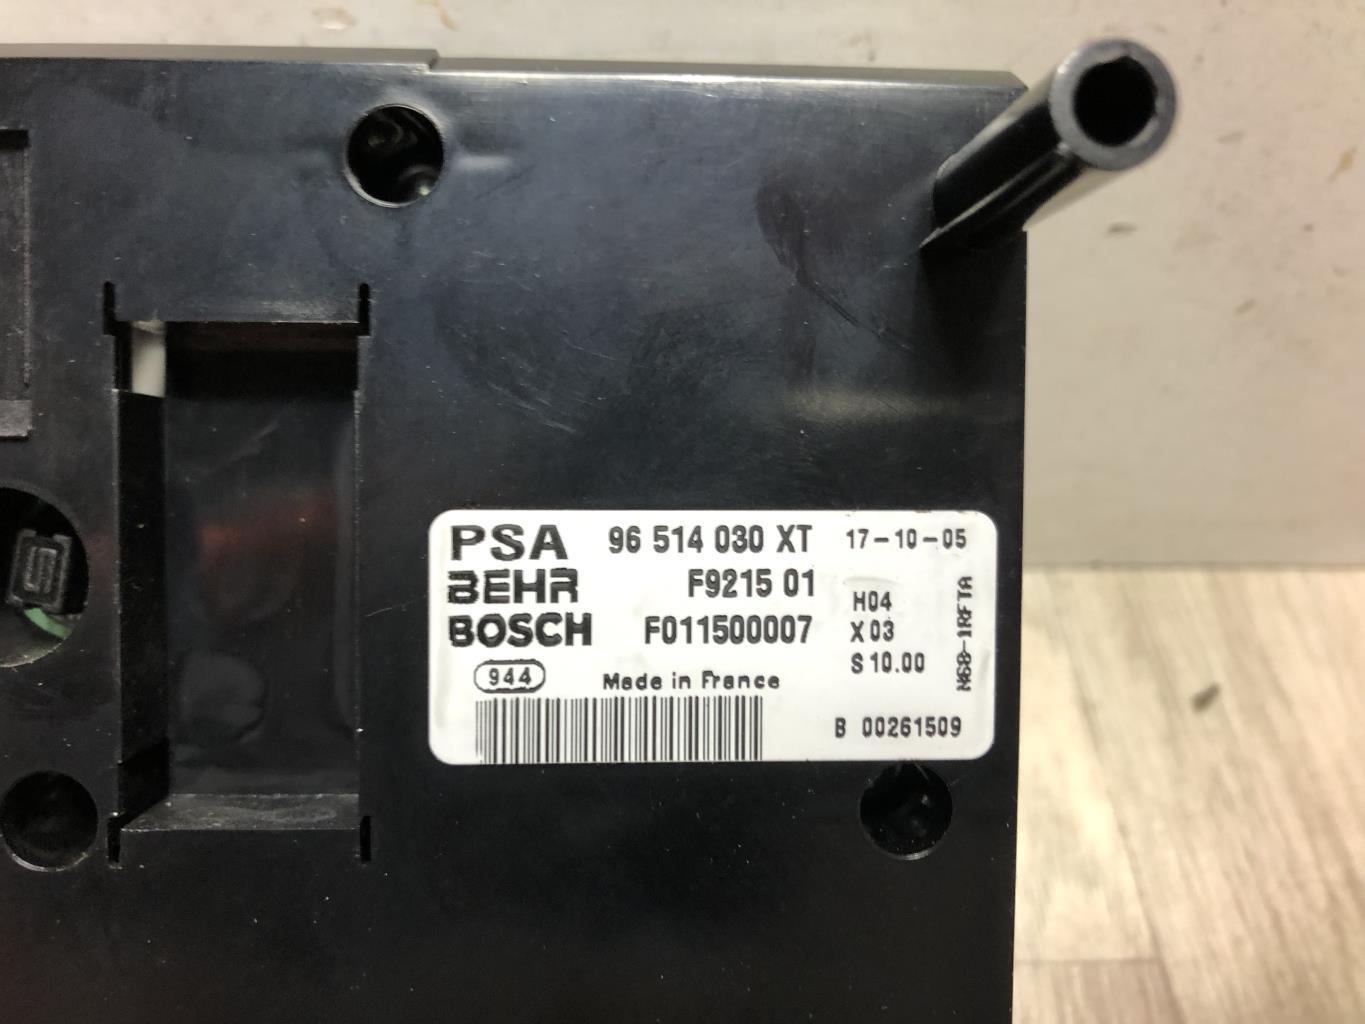 PSA 96 514 030 XT 17-10-05
BEHR F9215 01
BOSCH F011500007
H04
X 03
S 10.00
N68-1RFTA
944
Made in France
B 00261509